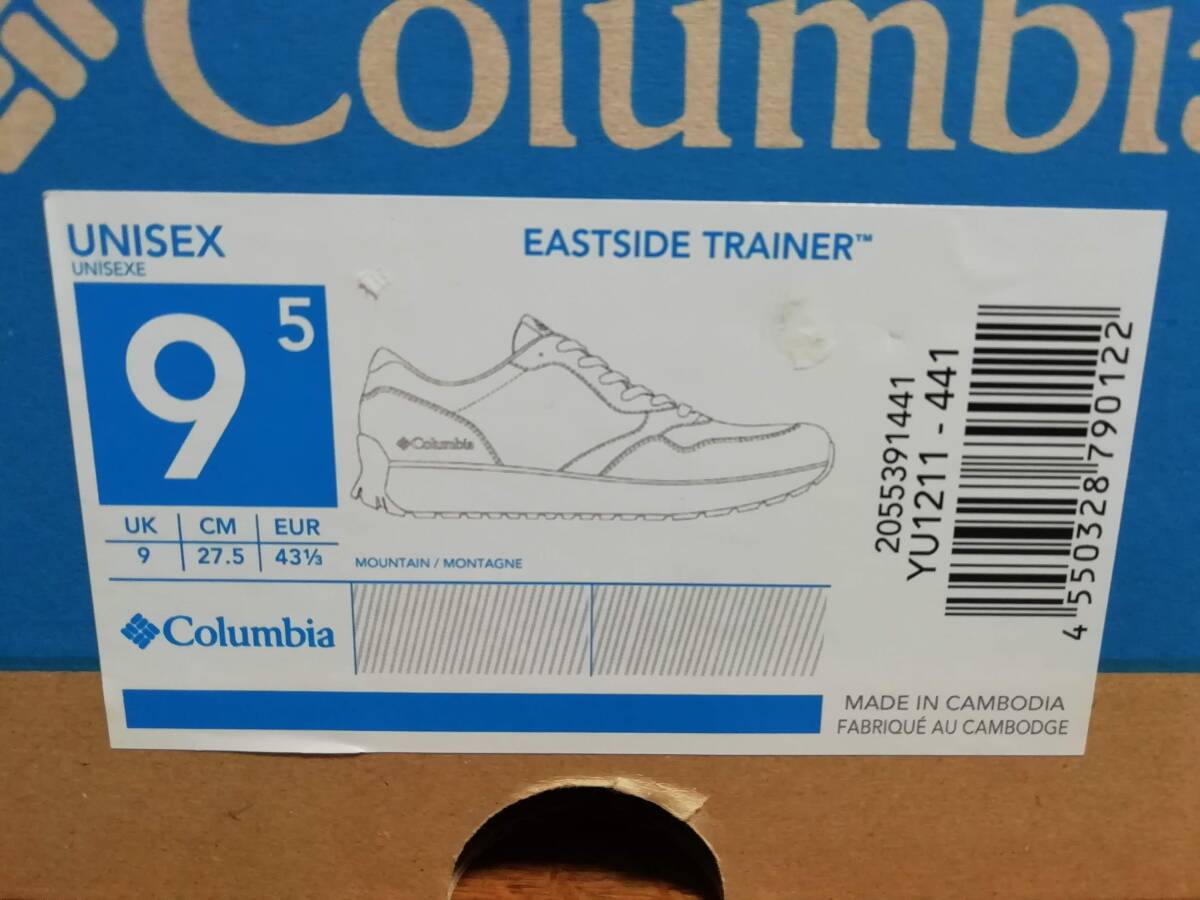 Columbia
UNISEX
UNISEXE
EASTSIDE TRAINER™
9 5
Columbia
UK CM EUR
9 27.5 43⅓
MOUNTAIN / MONTAGNE
Columbia
2055391441
YU1211 - 441
4 550328 790122
MADE IN CAMBODIA
FABRIQUÉ AU CAMBODGE